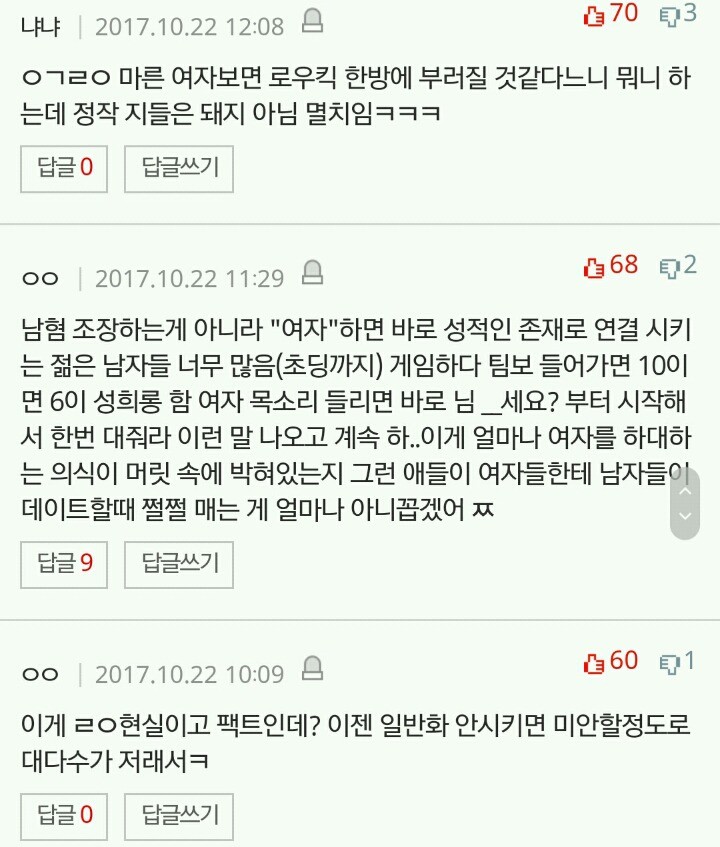 냐냐 | 2017.10.22 12:08 70 3
ㅇㄱㄹㅇ 마른 여자보면 로우킥 한방에 부러질 것같다느니 뭐니 하
는데 정작 지들은 돼지 아님 멸치임ㅋㅋㅋ
답글 0 답글쓰기
ㅇㅇ | 2017.10.22 11:29 68 2
남혐 조장하는게 아니라 "여자"하면 바로 성적인 존재로 연결 시키
는 젊은 남자들 너무 많음(초딩까지) 게임하다 팀보 들어가면 10이
면 6이 성희롱 함 여자 목소리 들리면 바로 님 __세요? 부터 시작해
서 한번 대줘라 이런 말 나오고 계속 하..이게 얼마나 여자를 하대하
는 의식이 머릿 속에 박혀있는지 그런 애들이 여자들한테 남자들이
데이트할때 쩔쩔 매는 게 얼마나 아니꼽겠어 ㅉ
답글 9 답글쓰기
ㅇㅇ | 2017.10.22 10:09 60 1
이게 ㄹㅇ현실이고 팩트인데? 이젠 일반화 안시키면 미안할정도로
대다수가 저래서ㅋ
답글 0 답글쓰기